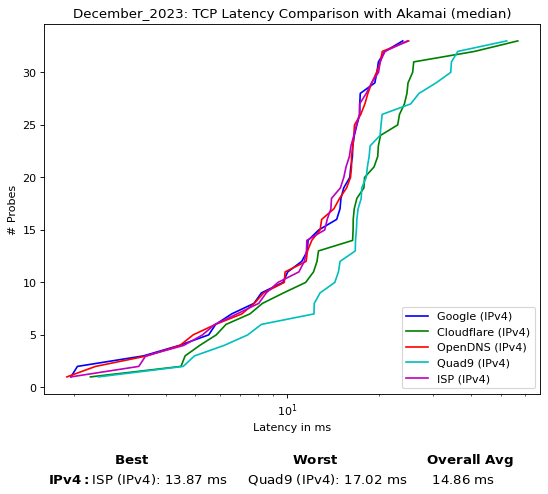 December_2023: TCP Latency Comparison with Akamai (median)
30
25
20
15
10
5
0
# Probes
Google (IPv4)
Cloudflare (IPv4)
OpenDNS (IPv4)
Quad9 (IPv4)
ISP (IPv4)
10^1
Latency in ms
Best Worst Overall Avg
IPv4: ISP (IPv4): 13.87 ms Quad9 (IPv4): 17.02 ms 14.86 ms